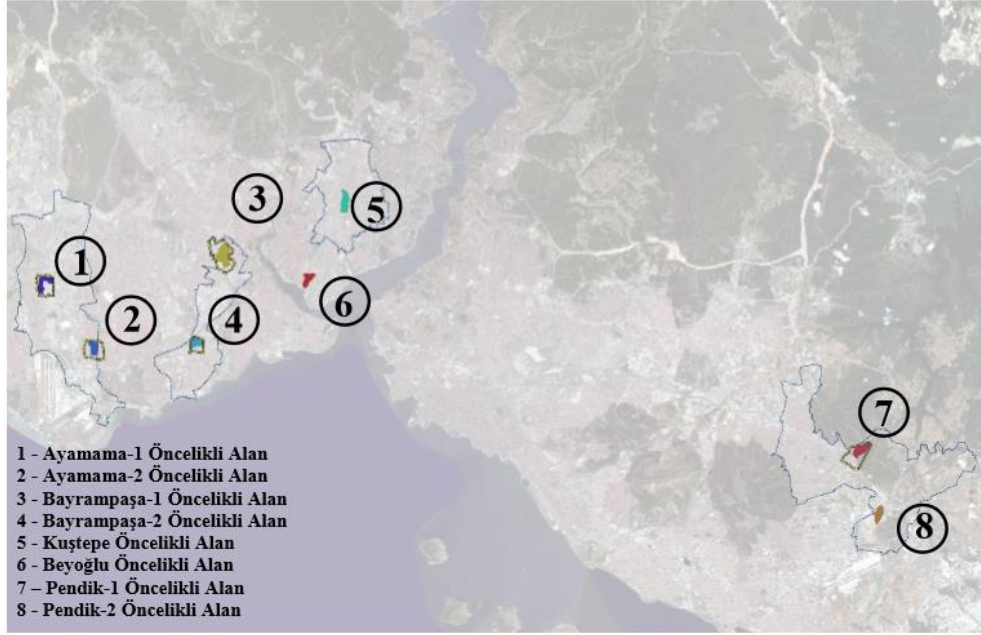 3
5
1
2
4
6
7
8
1 - Ayamama-1 Öncelikli Alan
2 - Ayamama-2 Öncelikli Alan
3 - Bayrampaşa-1 Öncelikli Alan
4 - Bayrampaşa-2 Öncelikli Alan
5 - Kuştepe Öncelikli Alan
6 - Beyoğlu Öncelikli Alan
7 – Pendik-1 Öncelikli Alan
8 - Pendik-2 Öncelikli Alan